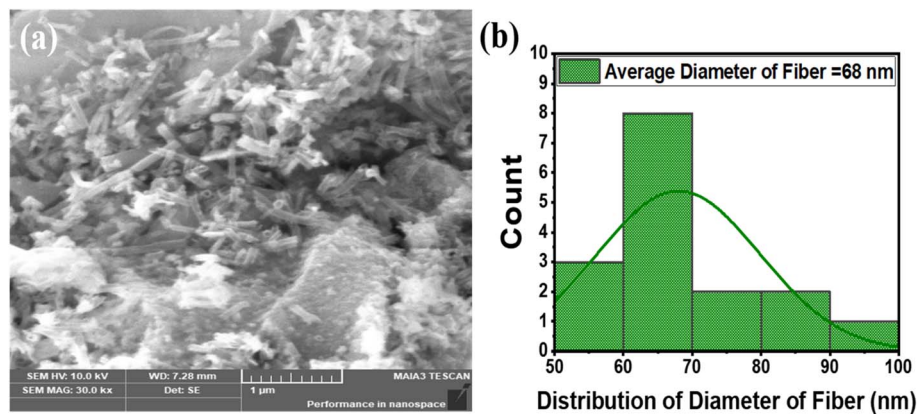 (a)
SEM HV: 10.0 kV
WD: 7.28 mm
MAIA3 TESCAN
SEM MAG: 30.0 kx
Det: SE
1 µm
Performance in nanospace
(b)
Average Diameter of Fiber =68 nm
10
9
8
7
6
5
4
3
2
1
0
Count
50
60
70
80
90
100
Distribution of Diameter of Fiber (nm)